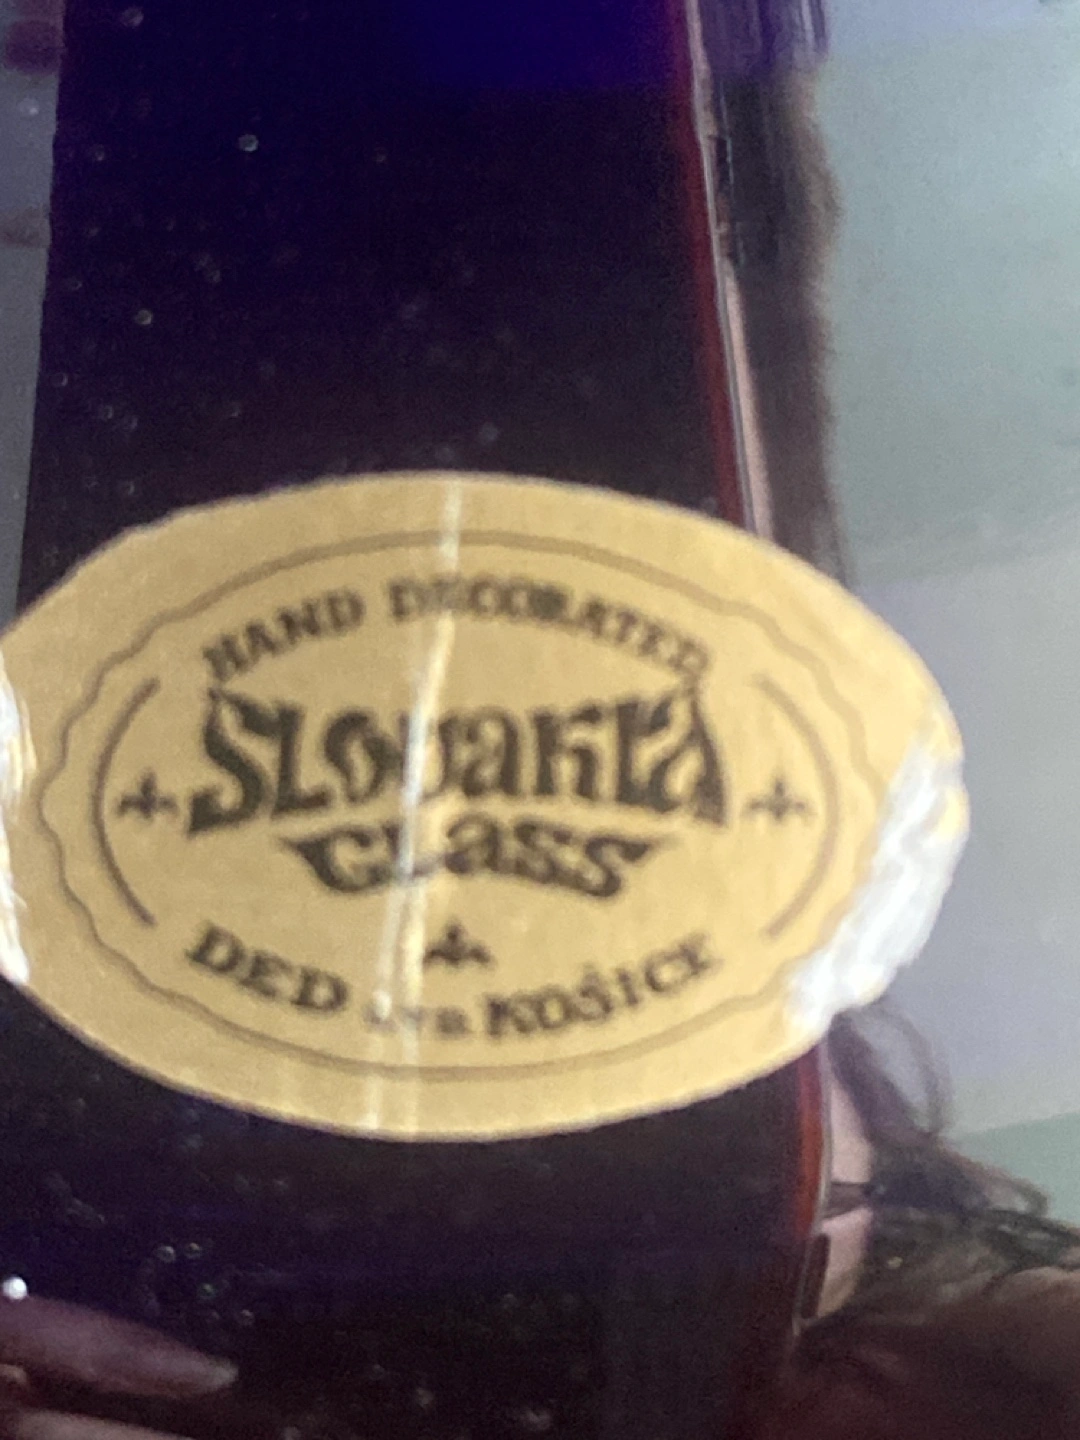 HAND DECORATED
SLOVAKIA
GLASS
DED KOŠICE